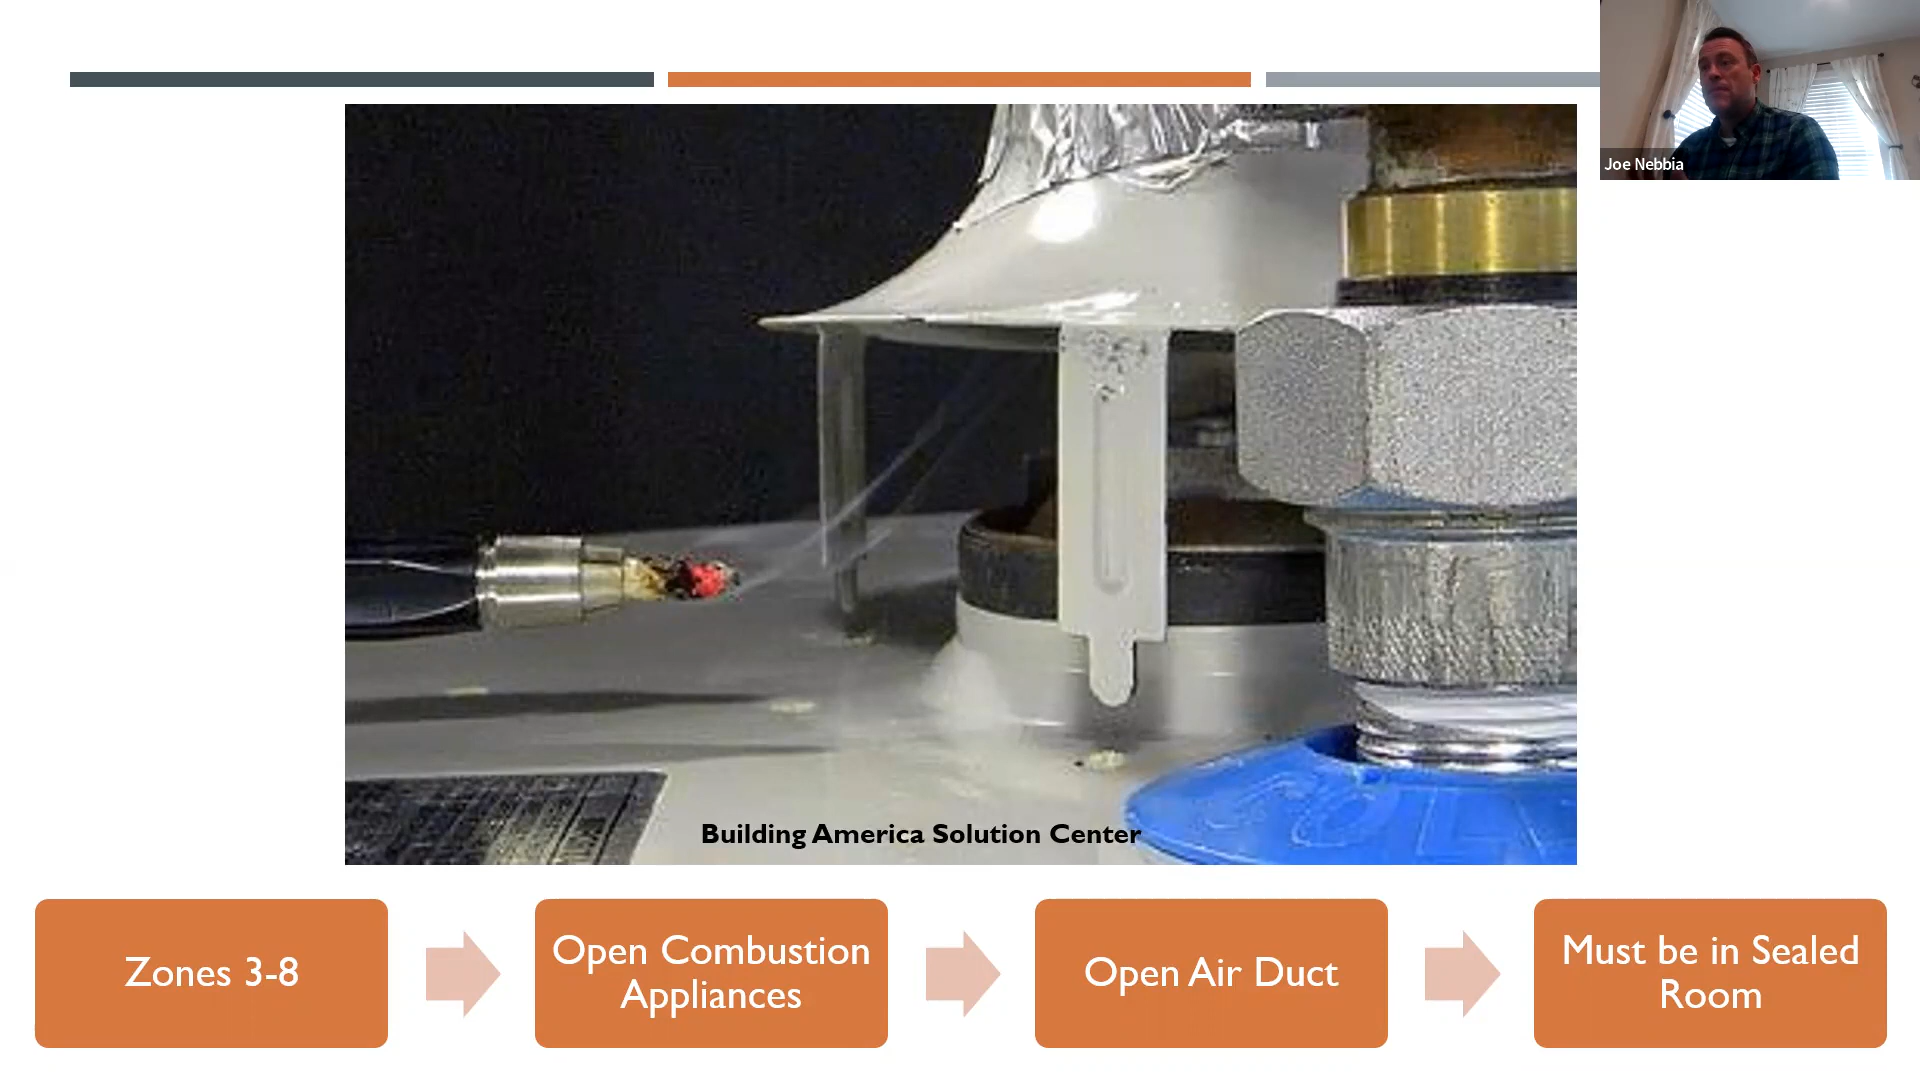 Joe Nebbia
COLD
Building America Solution Center
Zones 3-8
Open Combustion
Appliances
Open Air Duct
Must be in Sealed
Room